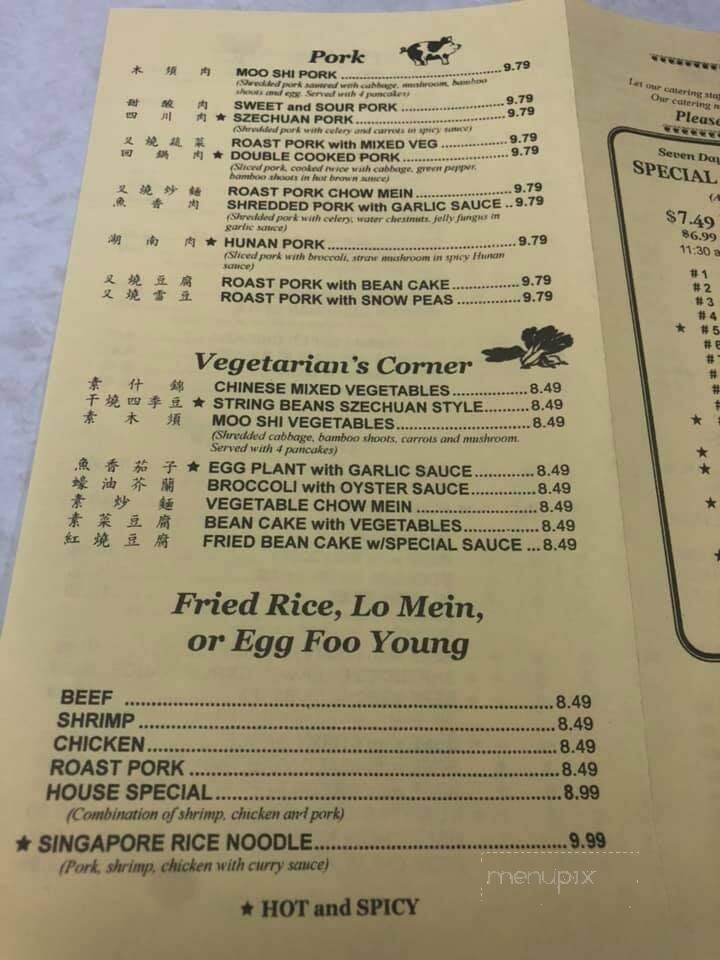 Pork
木 須 肉 MOO SHI PORK 9.79
(Shredded pork sauteed with cabbage, mushroom, bamboo
shoots and egg. Served with 4 pancakes)
甜 酸 肉 SWEET and SOUR PORK 9.79
四 川 肉 ★ SZECHUAN PORK 9.79
(Shredded pork with celery and carrots in spicy sauce)
叉 燒 蔬 菜 ROAST PORK with MIXED VEG 9.79
回 鍋 肉 ★ DOUBLE COOKED PORK 9.79
(Sliced pork, cooked twice with cabbage, green pepper,
bamboo shoots in hot brown sauce)
叉 燒 炒 麵 ROAST PORK CHOW MEIN 9.79
魚 香 肉 SHREDDED PORK with GARLIC SAUCE .. 9.79
(Shredded pork with celery, water chestnuts, jelly fungus in
garlic sauce)
湖 南 肉 ★ HUNAN PORK 9.79
(Sliced pork with broccoli, straw mushroom in spicy Hunan
sauce)
叉 燒 豆 腐 ROAST PORK with BEAN CAKE 9.79
叉 燒 雪 豆 ROAST PORK with SNOW PEAS 9.79
Vegetarian's Corner
素 什 錦 CHINESE MIXED VEGETABLES 8.49
干 燒 四 季 豆 ★ STRING BEANS SZECHUAN STYLE 8.49
素 木 須 MOO SHI VEGETABLES 8.49
(Shredded cabbage, bamboo shoots, carrots and mushroom.
Served with 4 pancakes)
魚 香 茄 子 ★ EGG PLANT with GARLIC SAUCE 8.49
蠔 油 芥 蘭 BROCCOLI with OYSTER SAUCE 8.49
素 炒 麵 VEGETABLE CHOW MEIN 8.49
素 菜 豆 腐 BEAN CAKE with VEGETABLES 8.49
紅 燒 豆 腐 FRIED BEAN CAKE w/SPECIAL SAUCE ... 8.49
Fried Rice, Lo Mein,
or Egg Foo Young
BEEF 8.49
SHRIMP 8.49
CHICKEN 8.49
ROAST PORK 8.49
HOUSE SPECIAL 8.99
(Combination of shrimp, chicken and pork)
★ SINGAPORE RICE NOODLE 9.99
(Pork, shrimp, chicken with curry sauce)
★ HOT and SPICY
menupix
Let our catering
Our catering
Please
Seven
SPECIAL
$7.49
$6.99
11:30
#1
#2
#3
#4
★ #5